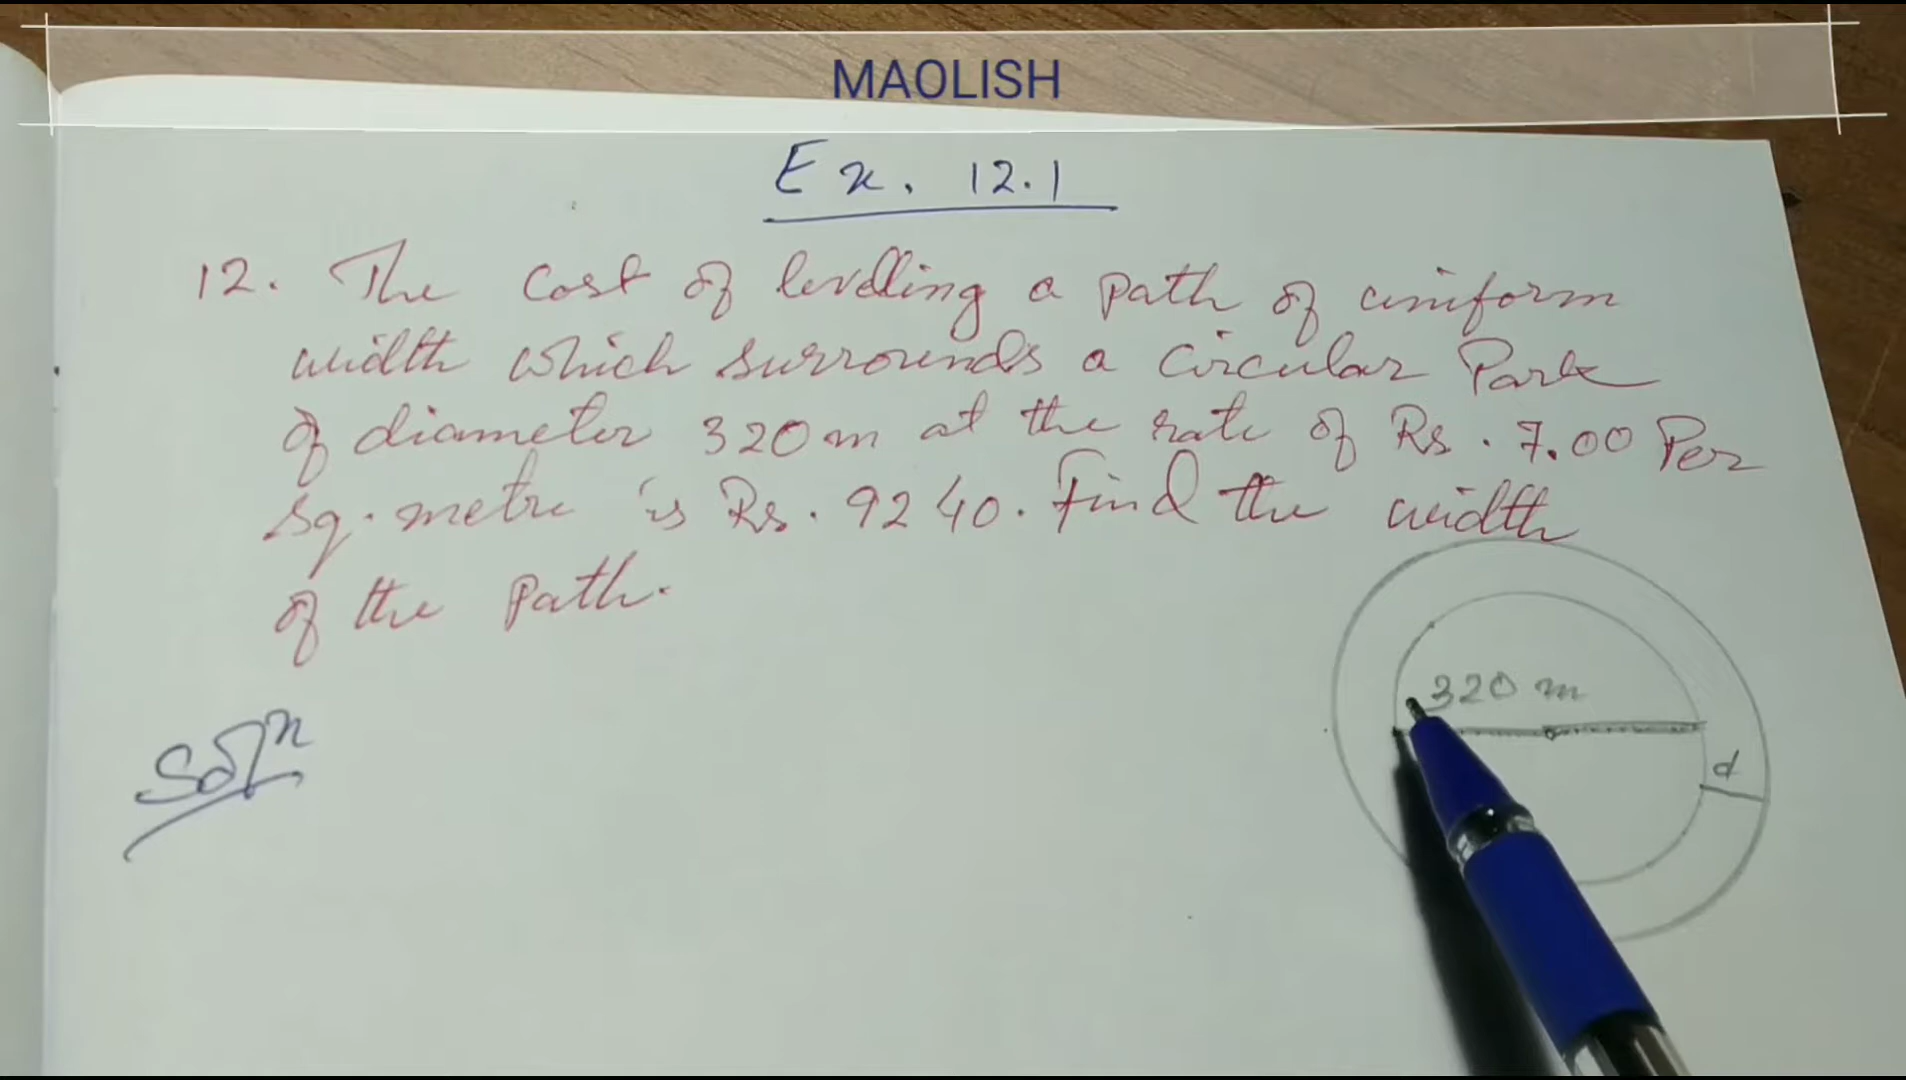 MAOLISH
Ex. 12.1
12. The cost of levelling a path of uniform
width which surrounds a circular Park
of diameter 320 m at the rate of Rs. 7.00 Per
sq. metre is Rs. 9240. Find the width
of the path.
320 m
d
Solⁿ